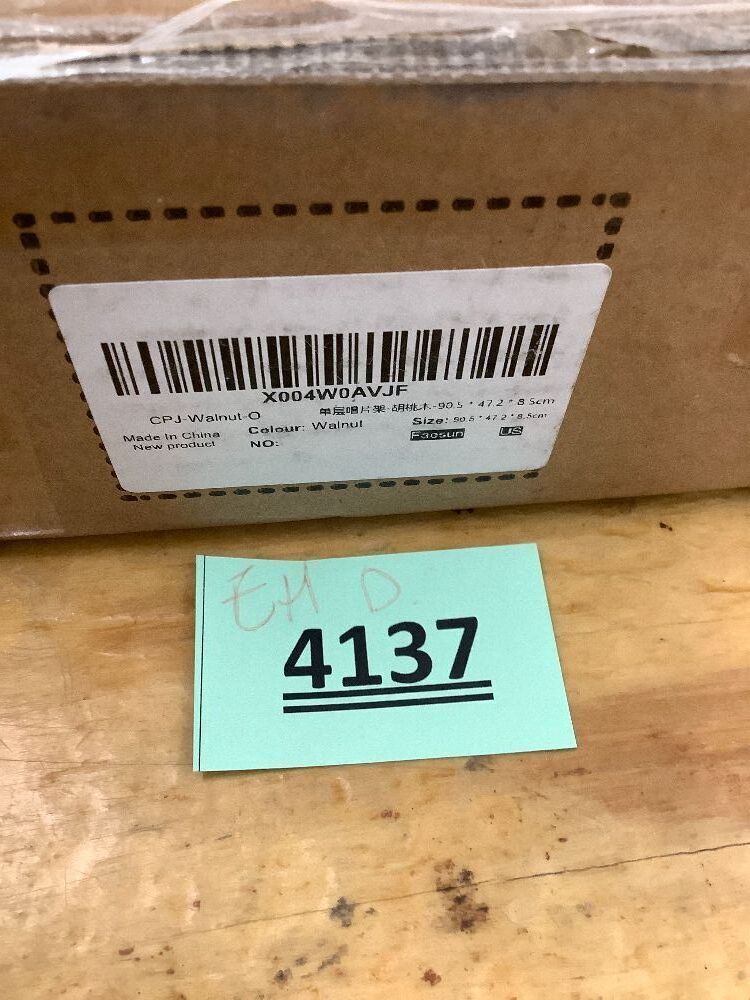 X004W0AVJF
CPJ-Walnut-O
单层唱片架-胡桃木-90.5 * 47.2 * 8.5cm
Made In China
New product
Colour: Walnut
NO:
Size: 90.5 * 47.2 * 8.5cm
Faesun
US
EH D
4137